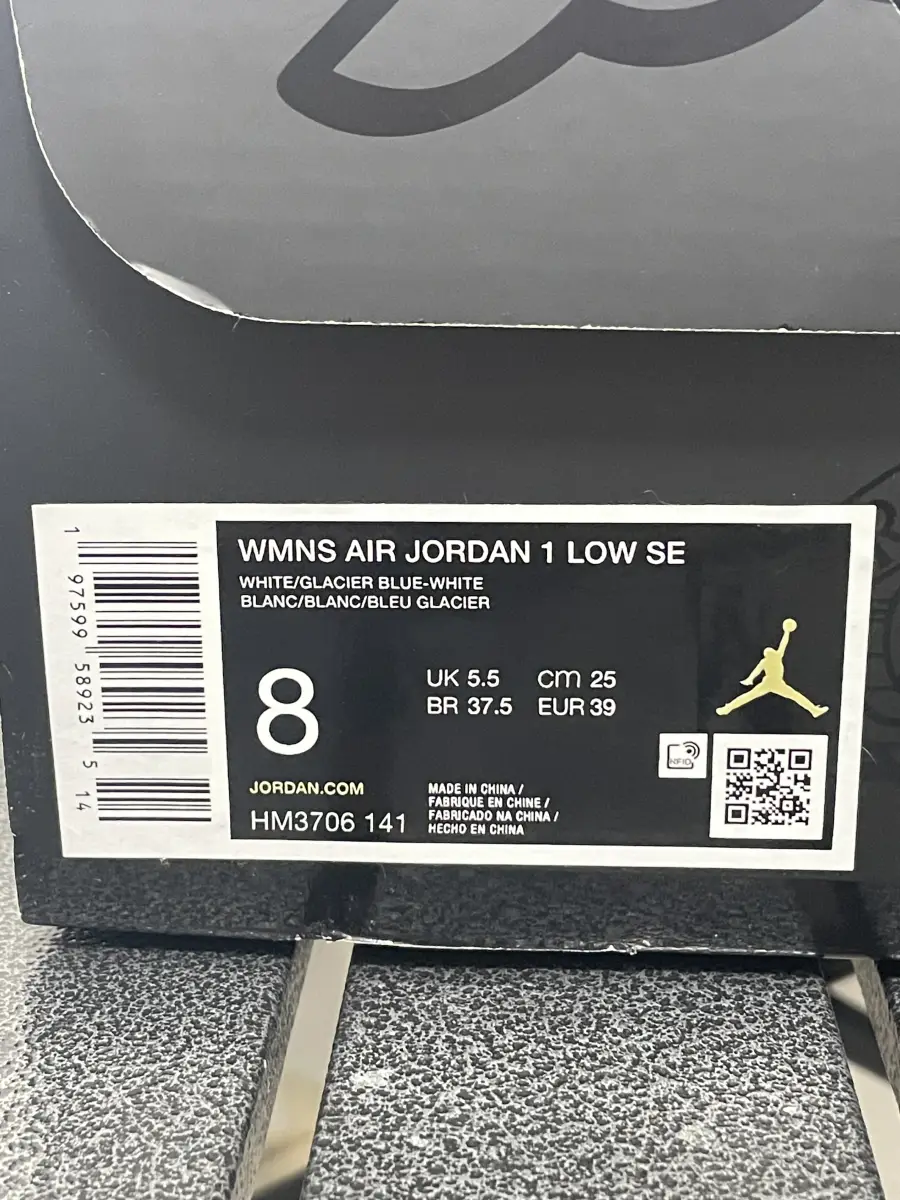 WMNS AIR JORDAN 1 LOW SE
WHITE/GLACIER BLUE-WHITE
BLANC/BLANC/BLEU GLACIER
8
UK 5.5 cm 25
BR 37.5 EUR 39
JORDAN.COM
HM3706 141
MADE IN CHINA /
FABRIQUE EN CHINE /
FABRICADO NA CHINA /
HECHO EN CHINA
RFID
1 97599 58923 5 14